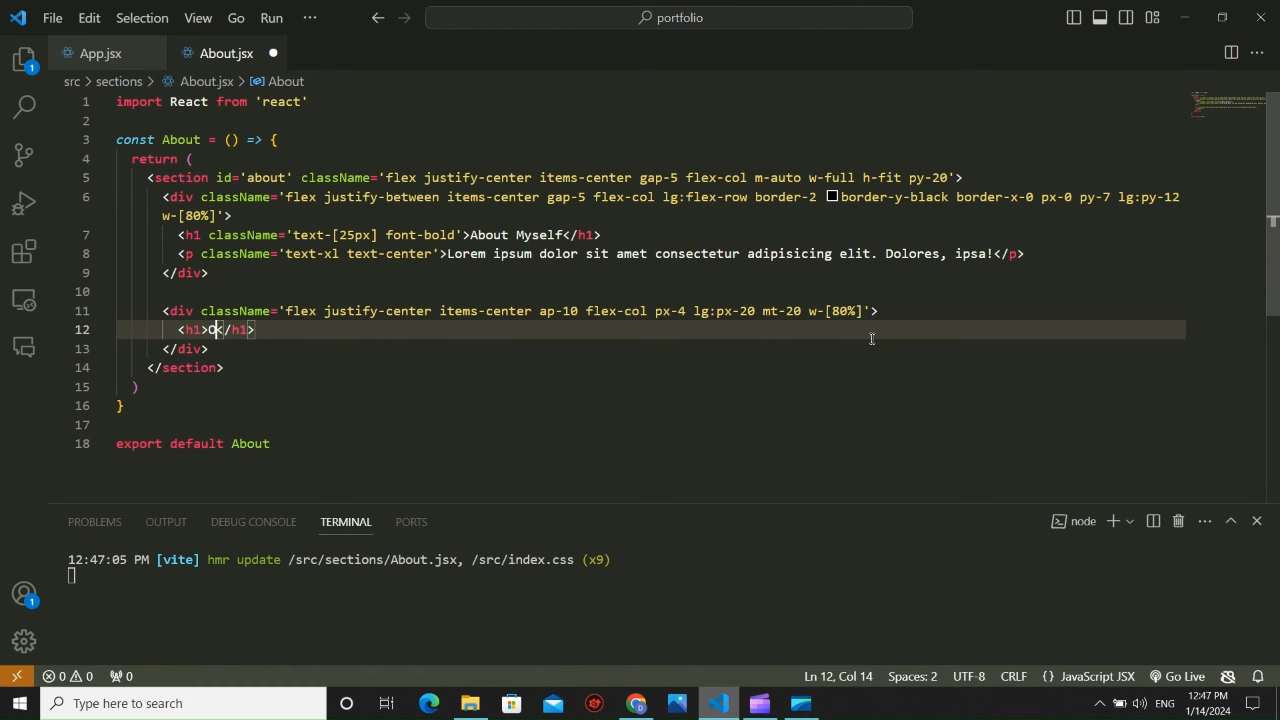 File Edit Selection View Go Run ··· portfolio
App.jsx About.jsx
src > sections > About.jsx > About
1 import React from 'react'
2
3 const About = () => {
4 return (
5 <section id='about' className='flex justify-center items-center gap-5 flex-col m-auto w-full h-fit py-20'>
6 <div className='flex justify-between items-center gap-5 flex-col lg:flex-row border-2 border-y-black border-x-0 px-0 py-7 lg:py-12
w-[80%]'>
7 <h1 className='text-[25px] font-bold'>About Myself</h1>
8 <p className='text-xl text-center'>Lorem ipsum dolor sit amet consectetur adipisicing elit. Dolores, ipsa!</p>
9 </div>
10
11 <div className='flex justify-center items-center ap-10 flex-col px-4 lg:px-20 mt-20 w-[80%]'>
12 <h1>O</h1>
13 </div>
14 </section>
15 )
16 }
17
18 export default About
PROBLEMS OUTPUT DEBUG CONSOLE TERMINAL PORTS node
12:47:05 PM [vite] hmr update /src/sections/About.jsx, /src/index.css (x9)
0 0 0 Ln 12, Col 14 Spaces: 2 UTF-8 CRLF {} JavaScript JSX Go Live
Type here to search ENG 12:47 PM
1/14/2024